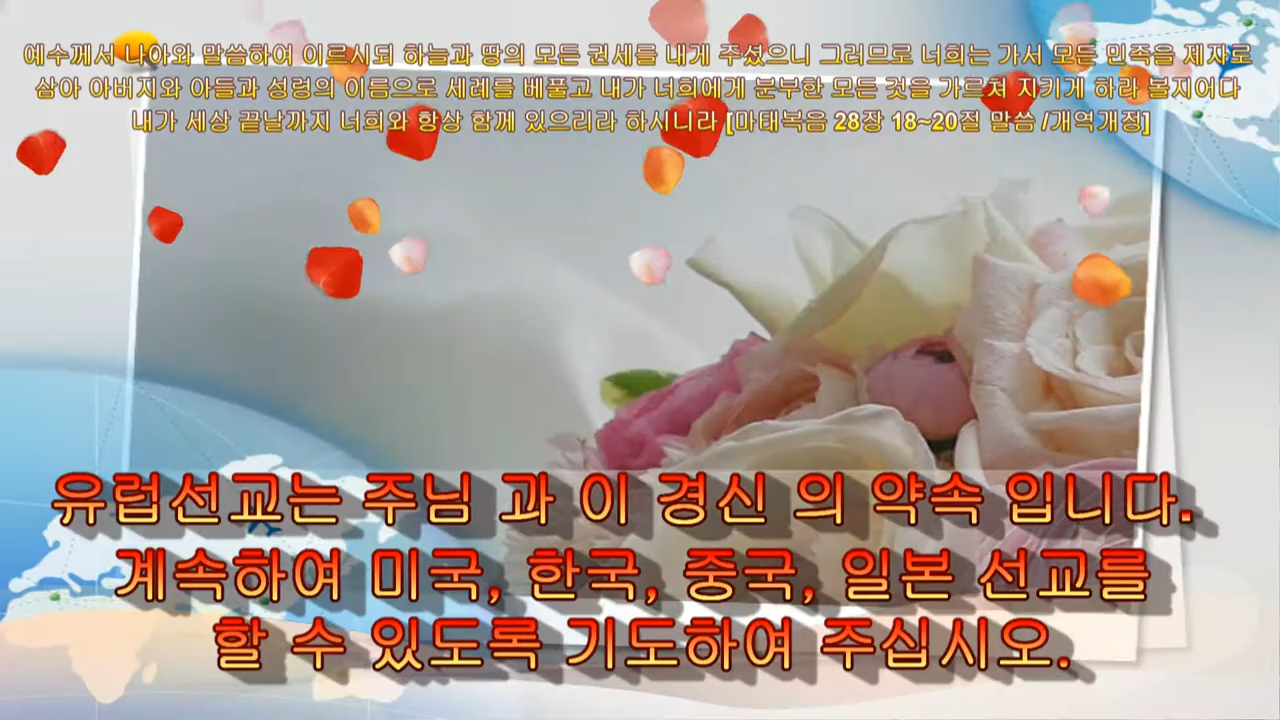 예수께서 나아와 말씀하여 이르시되 하늘과 땅의 모든 권세를 내게 주셨으니 그러므로 너희는 가서 모든 민족을 제자로
삼아 아버지와 아들과 성령의 이름으로 세례를 베풀고 내가 너희에게 분부한 모든 것을 가르쳐 지키게 하라 볼지어다
내가 세상 끝날까지 너희와 항상 함께 있으리라 하시니라 [마태복음 28장 18~20절 말씀 /개역개정]
유럽선교는 주님 과 이 경신 의 약속 입니다.
계속하여 미국, 한국, 중국, 일본 선교를
할 수 있도록 기도하여 주십시오.